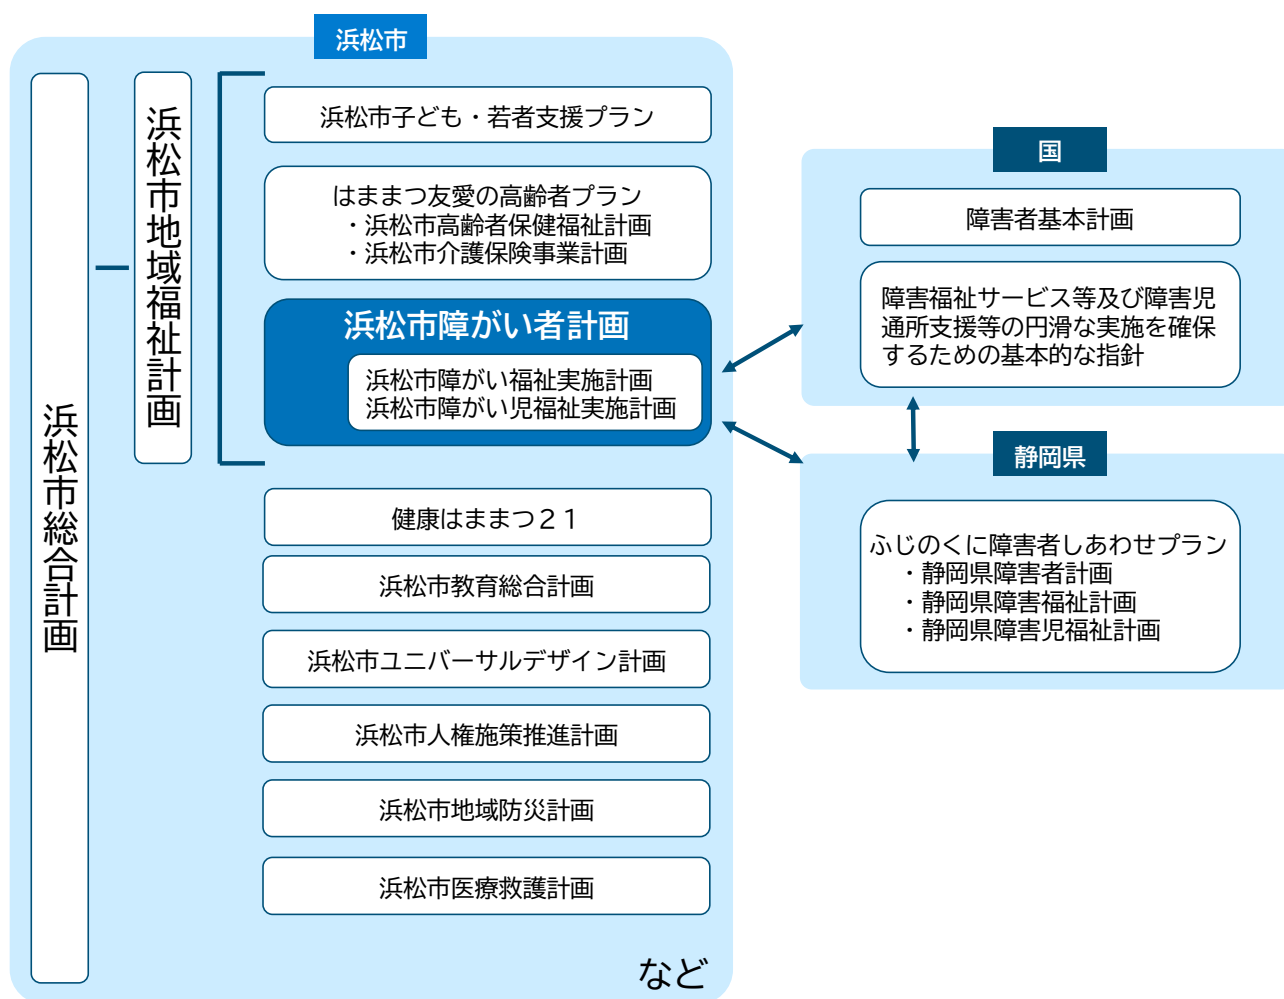 浜松市
浜松市総合計画
浜松市地域福祉計画
浜松市子ども・若者支援プラン
はままつ友愛の高齢者プラン
・浜松市高齢者保健福祉計画
・浜松市介護保険事業計画
浜松市障がい者計画
浜松市障がい福祉実施計画
浜松市障がい児福祉実施計画
健康はままつ２１
浜松市教育総合計画
浜松市ユニバーサルデザイン計画
浜松市人権施策推進計画
浜松市地域防災計画
浜松市医療救護計画
など
国
障害者基本計画
障害福祉サービス等及び障害児
通所支援等の円滑な実施を確保
するための基本的な指針
静岡県
ふじのくに障害者しあわせプラン
・静岡県障害者計画
・静岡県障害福祉計画
・静岡県障害児福祉計画